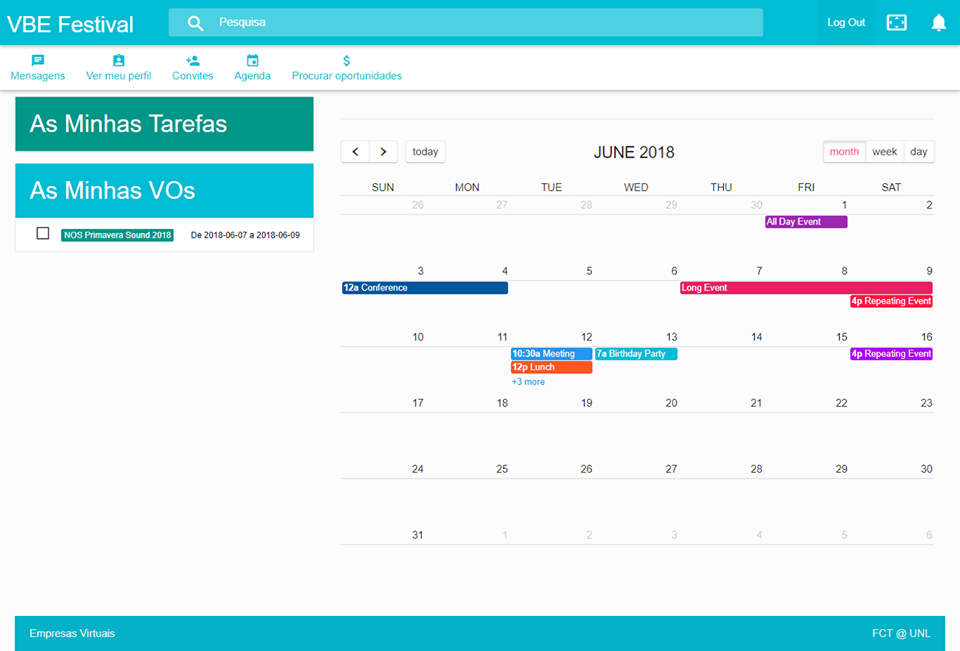 VBE Festival
Pesquisa
Log Out
Mensagens
Ver meu perfil
Convites
Agenda
Procurar oportunidades
As Minhas Tarefas
As Minhas VOs
NOS Primavera Sound 2018 De 2018-06-07 a 2018-06-09
today
JUNE 2018
month week day
SUN MON TUE WED THU FRI SAT
26 27 28 29 30 1 2
All Day Event
3 4 5 6 7 8 9
12a Conference
Long Event
4p Repeating Event
10 11 12 13 14 15 16
10:30a Meeting
7a Birthday Party
4p Repeating Event
12p Lunch
+3 more
17 18 19 20 21 22 23
24 25 26 27 28 29 30
31 1 2 3 4 5 6
Empresas Virtuais
FCT @ UNL